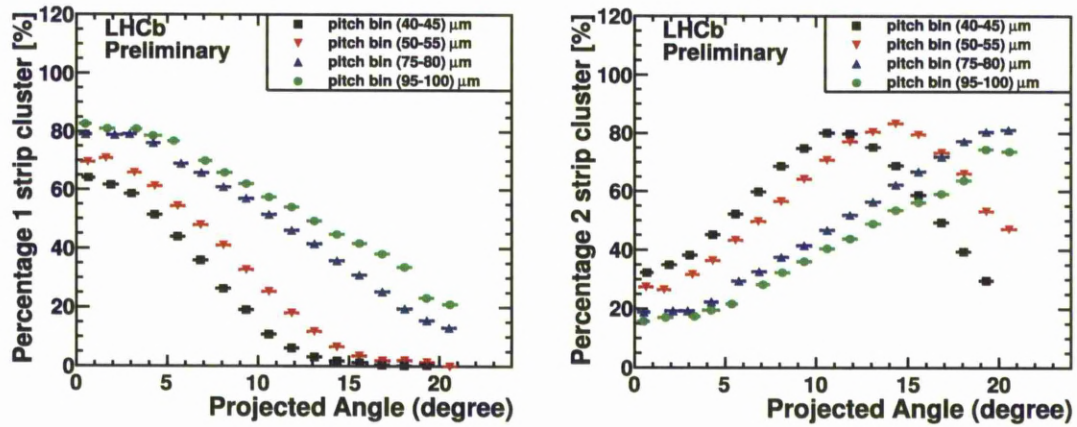 Percentage 1 strip cluster [%]
120
100
80
60
40
20
0
LHCb
Preliminary
pitch bin (40-45) μm
pitch bin (50-55) μm
pitch bin (75-80) μm
pitch bin (95-100) μm
0 5 10 15 20
Projected Angle (degree)
Percentage 2 strip cluster [%]
120
100
80
60
40
20
0
LHCb
Preliminary
pitch bin (40-45) μm
pitch bin (50-55) μm
pitch bin (75-80) μm
pitch bin (95-100) μm
0 5 10 15 20
Projected Angle (degree)